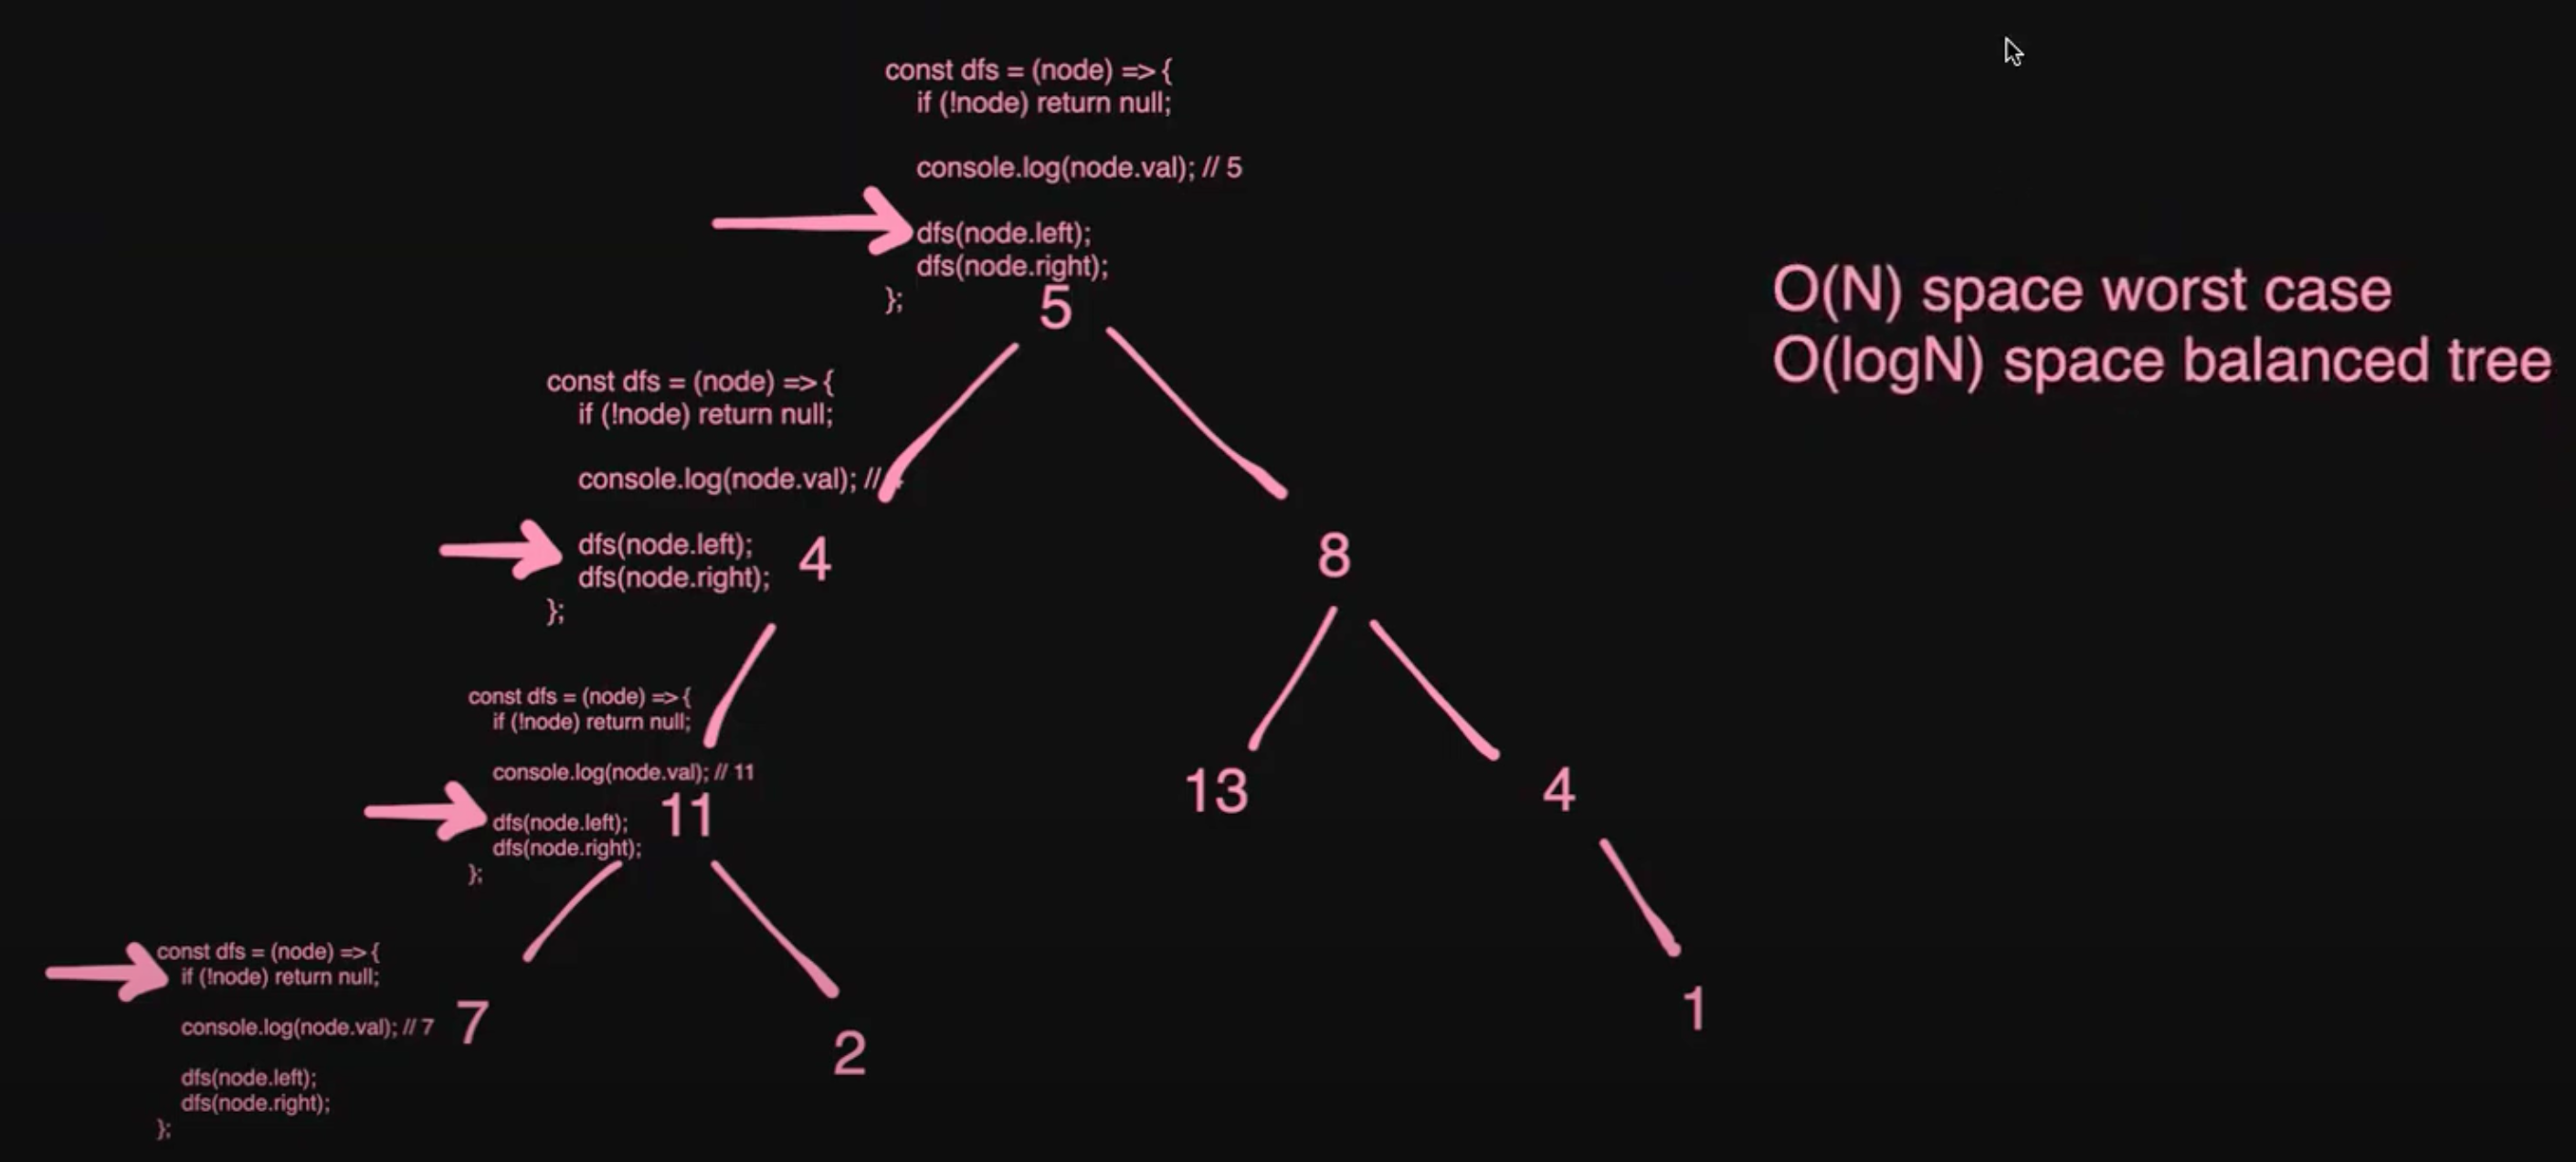 const dfs = (node) => {
if (!node) return null;
console.log(node.val); // 5
dfs(node.left);
dfs(node.right);
};
5
O(N) space worst case
O(logN) space balanced tree
const dfs = (node) => {
if (!node) return null;
console.log(node.val); //
dfs(node.left);
dfs(node.right);
};
4
8
const dfs = (node) => {
if (!node) return null;
console.log(node.val); // 11
dfs(node.left);
dfs(node.right);
};
11
13
4
const dfs = (node) => {
if (!node) return null;
console.log(node.val); // 7
dfs(node.left);
dfs(node.right);
};
7
2
1